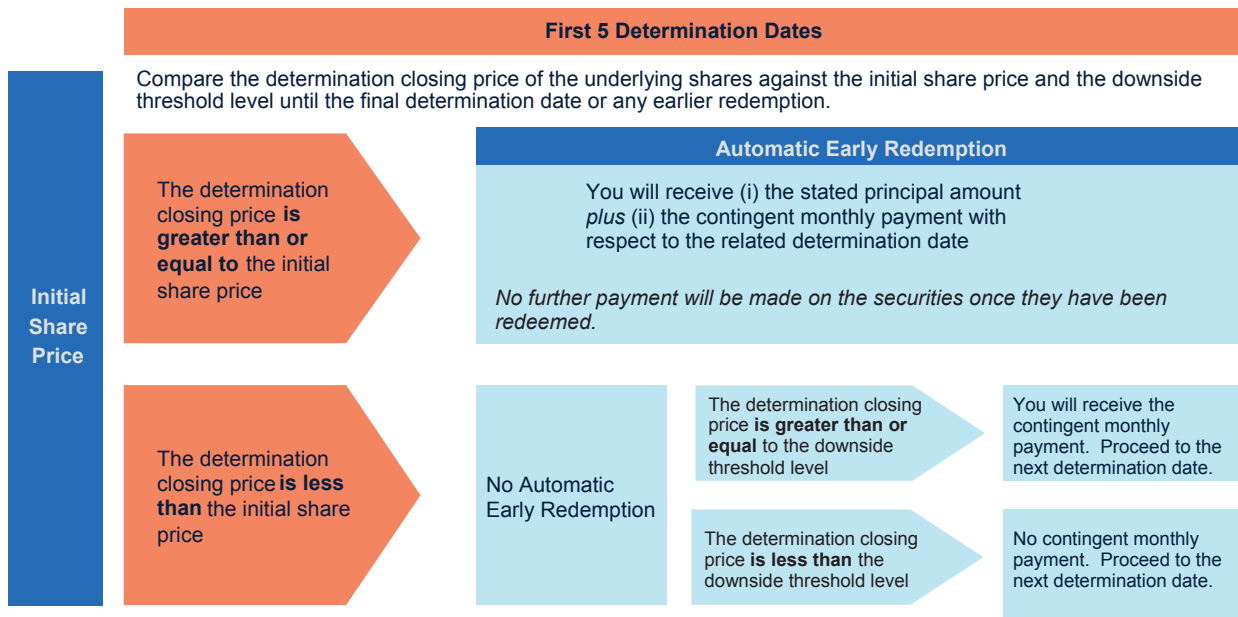 First 5 Determination Dates
Compare the determination closing price of the underlying shares against the initial share price and the downside
threshold level until the final determination date or any earlier redemption.
Initial
Share
Price
The determination
closing price is
greater than or
equal to the initial
share price
Automatic Early Redemption
You will receive (i) the stated principal amount
plus (ii) the contingent monthly payment with
respect to the related determination date
No further payment will be made on the securities once they have been
redeemed.
The determination
closing price is less
than the initial share
price
No Automatic
Early Redemption
The determination closing
price is greater than or
equal to the downside
threshold level
You will receive the
contingent monthly
payment.  Proceed to the
next determination date.
The determination closing
price is less than the
downside threshold level
No contingent monthly
payment.  Proceed to the
next determination date.